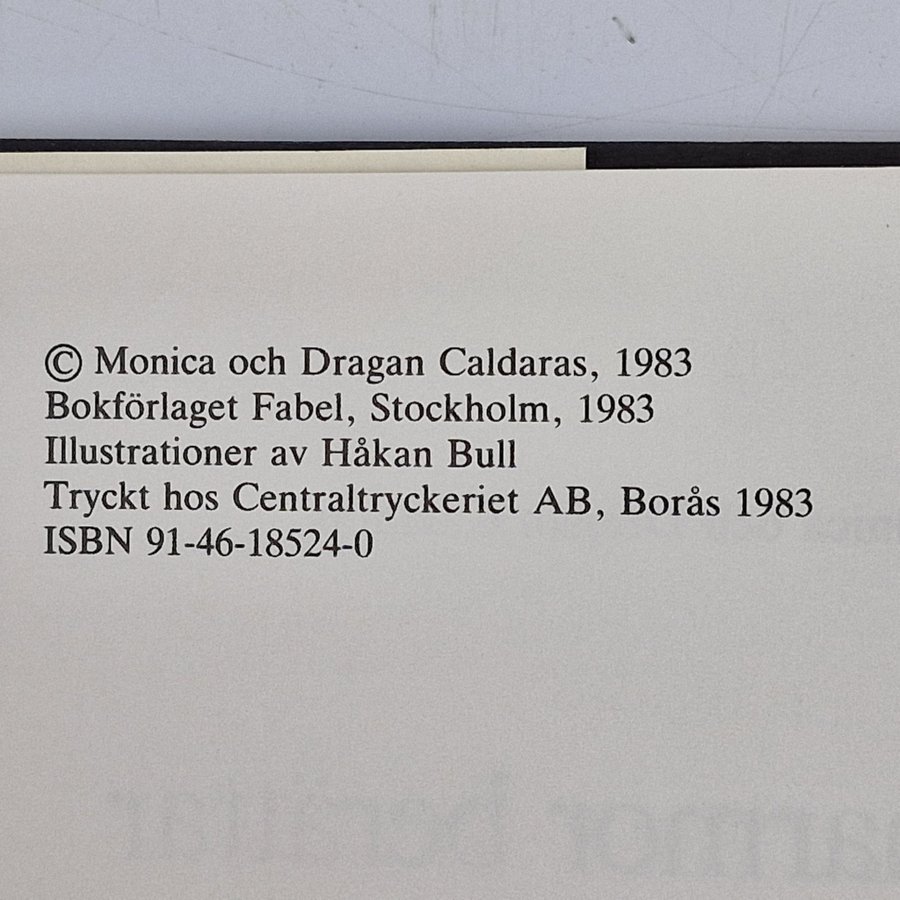 © Monica och Dragan Caldaras, 1983
Bokförlaget Fabel, Stockholm, 1983
Illustrationer av Håkan Bull
Tryckt hos Centraltryckeriet AB, Borås 1983
ISBN 91-46-18524-0